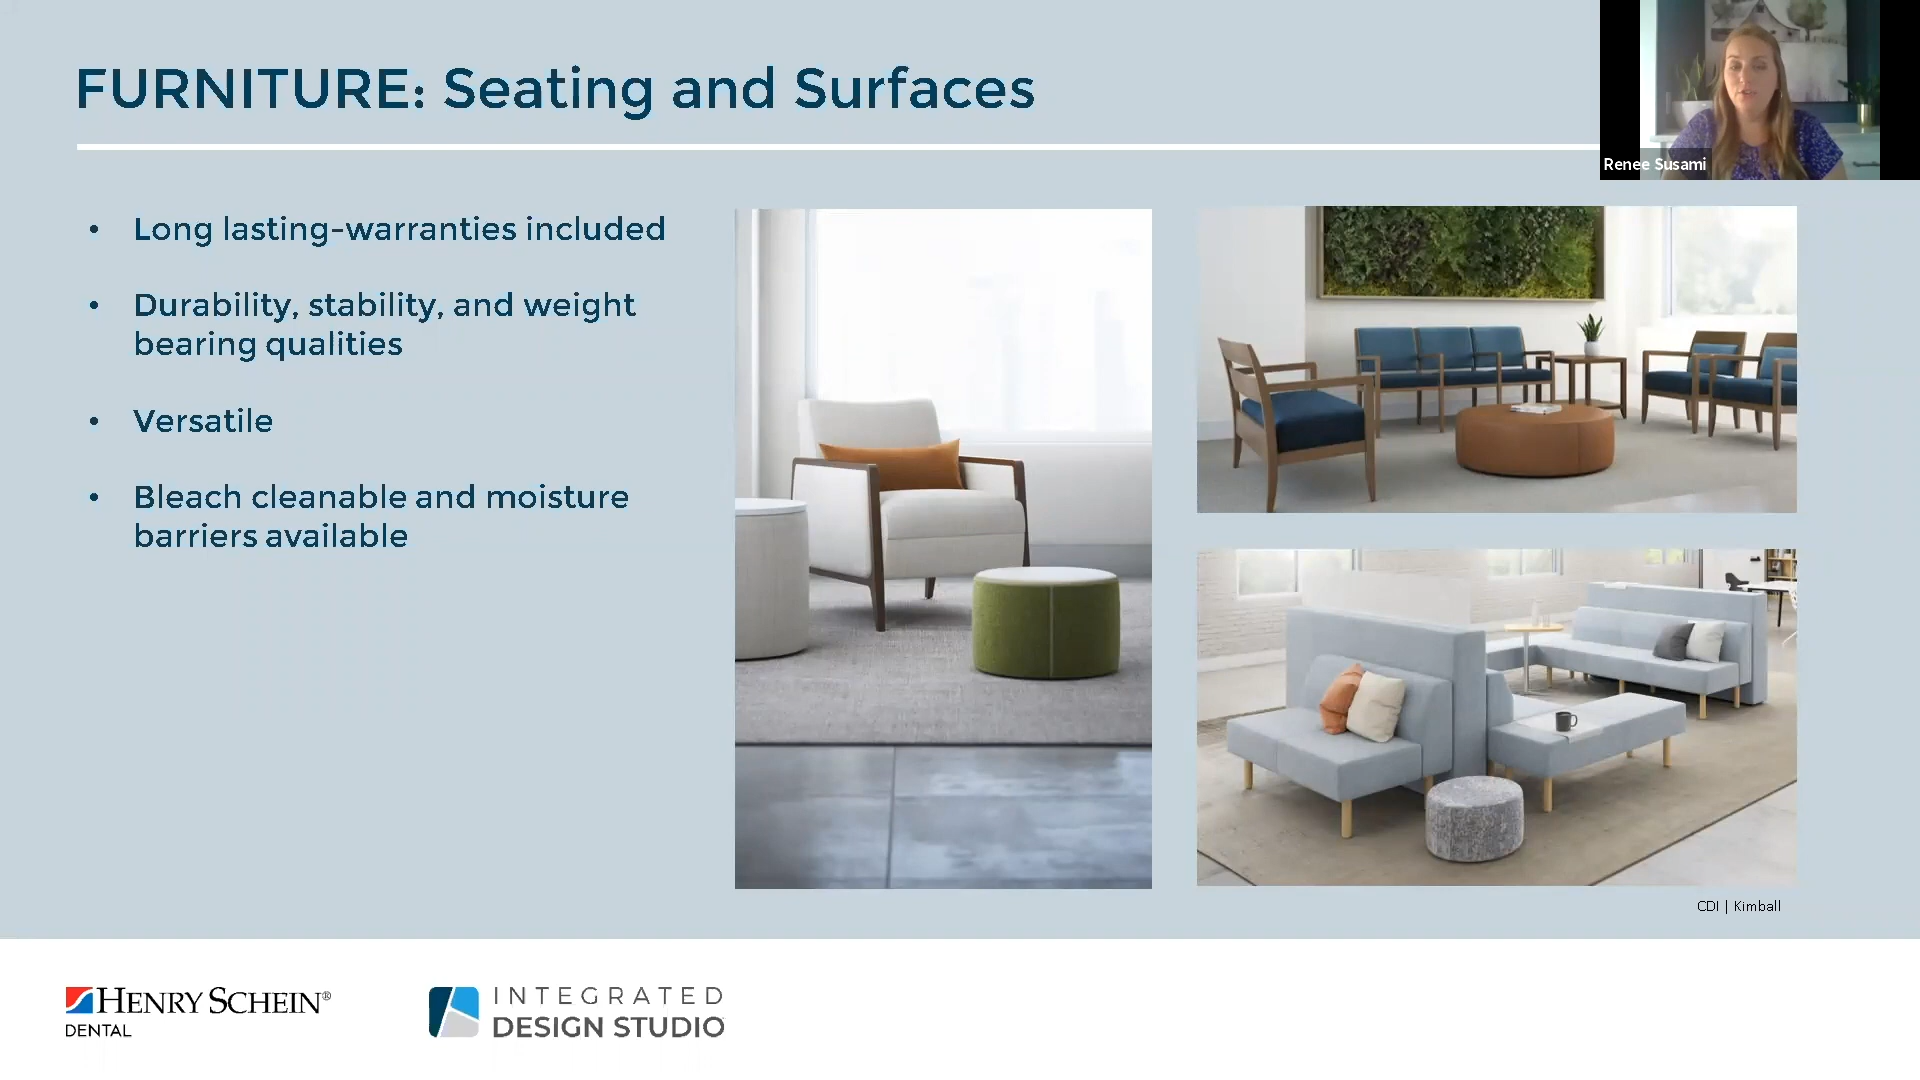 FURNITURE: Seating and Surfaces
Renee Susami
• Long lasting-warranties included
• Durability, stability, and weight
bearing qualities
• Versatile
• Bleach cleanable and moisture
barriers available
CDI | Kimball
HENRY SCHEIN®
DENTAL
INTEGRATED
DESIGN STUDIO